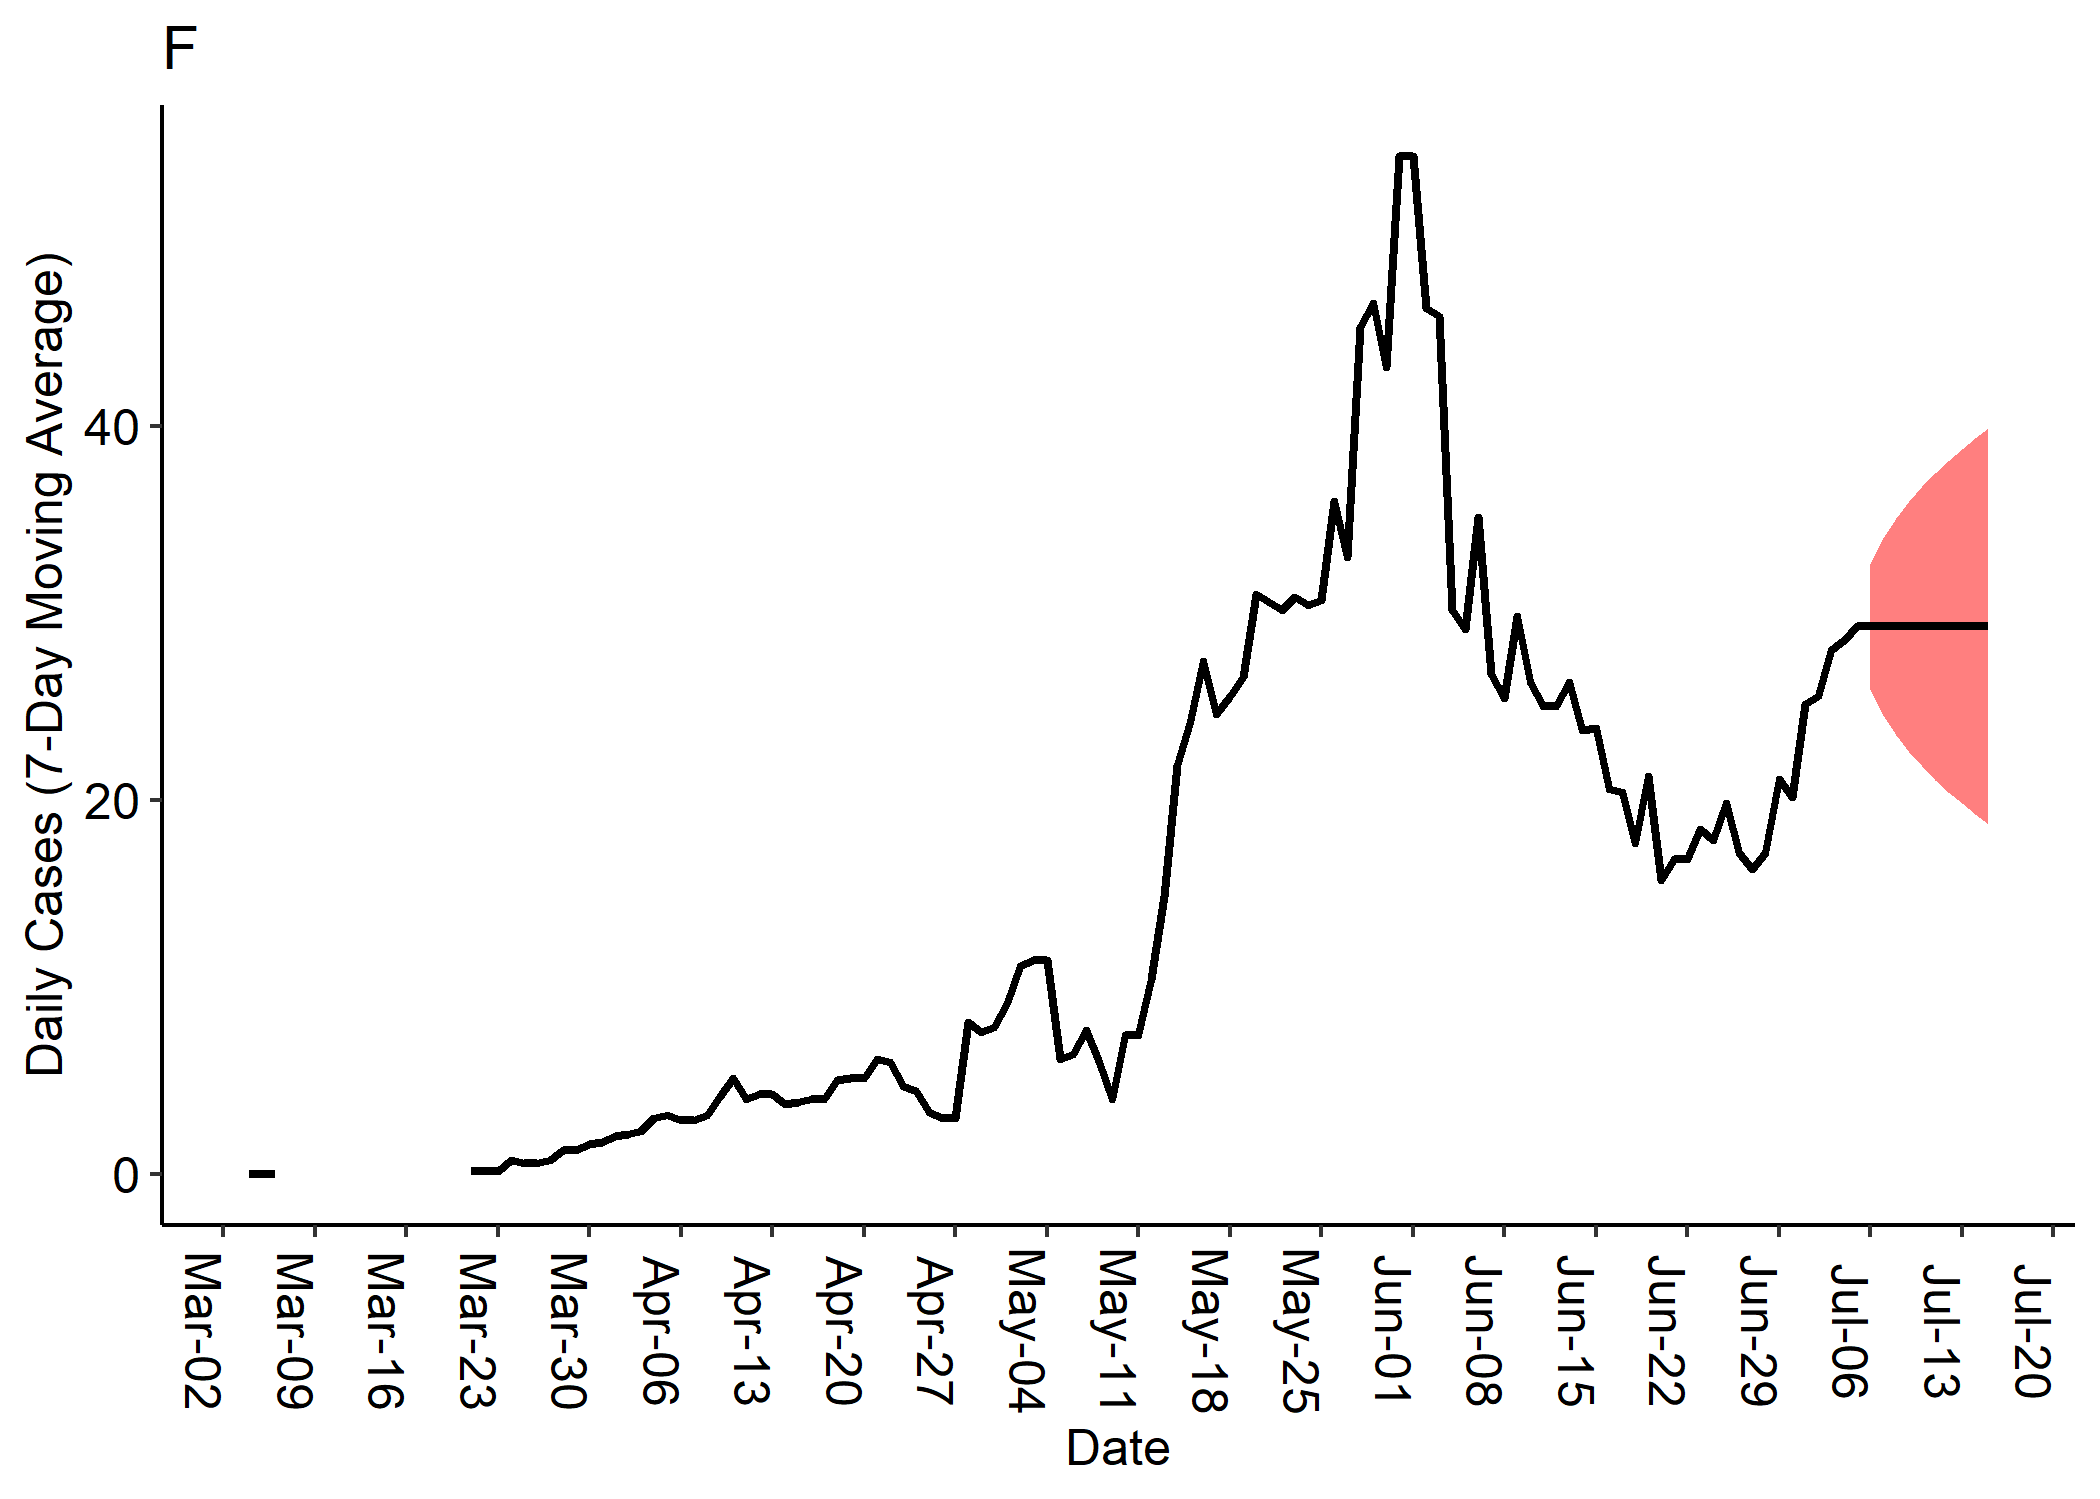 F
Daily Cases (7-Day Moving Average)
40
20
0
Mar-02
Mar-09
Mar-16
Mar-23
Mar-30
Apr-06
Apr-13
Apr-20
Apr-27
May-04
May-11
May-18
May-25
Jun-01
Jun-08
Jun-15
Jun-22
Jun-29
Jul-06
Jul-13
Jul-20
Date